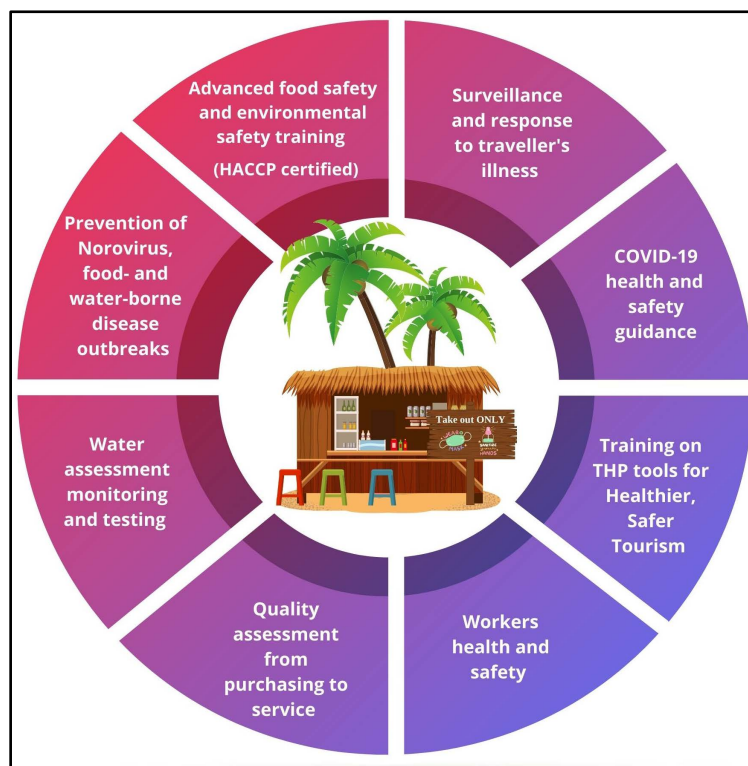 Advanced food safety
and environmental
safety training
(HACCP certified)
Surveillance
and response
to traveller's
illness
COVID-19
health and
safety
guidance
Training on
THP tools for
Healthier,
Safer
Tourism
Workers
health and
safety
Quality
assessment
from
purchasing to
service
Water
assessment
monitoring
and testing
Prevention of
Norovirus,
food- and
water-borne
disease
outbreaks
Take out ONLY
HANDS